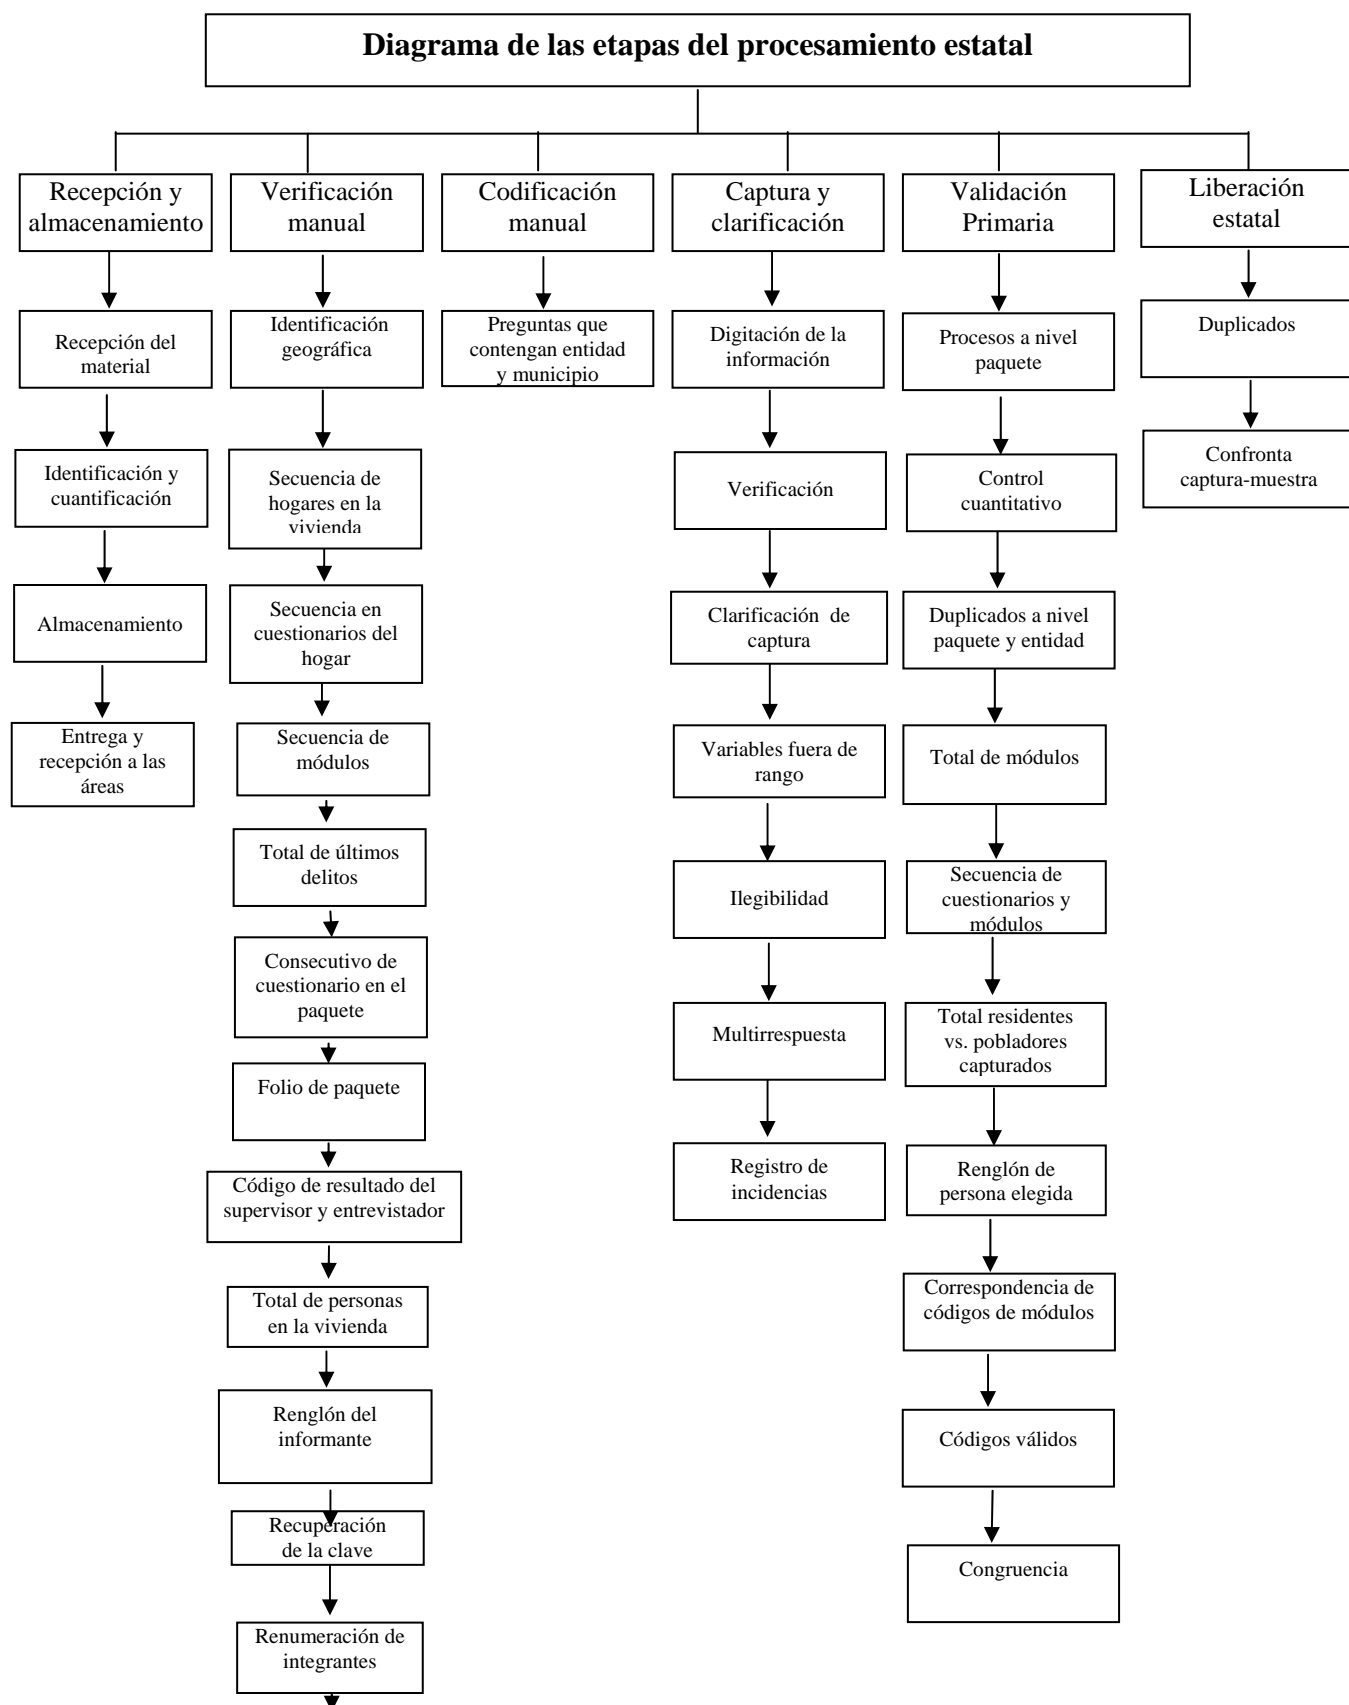 Diagrama de las etapas del procesamiento estatal
Recepción y
almacenamiento
Recepción del
material
Identificación y
cuantificación
Almacenamiento
Entrega y
recepción a las
áreas
Verificación
manual
Identificación
geográfica
Secuencia de
hogares en la
vivienda
Secuencia en
cuestionarios del
hogar
Secuencia de
módulos
Total de últimos
delitos
Consecutivo de
cuestionario en el
paquete
Folio de paquete
Código de resultado del
supervisor y entrevistador
Total de personas
en la vivienda
Renglón del
informante
Recuperación
de la clave
Renumeración de
integrantes
Codificación
manual
Preguntas que
contengan entidad
y municipio
Captura y
clarificación
Digitación de la
información
Verificación
Clarificación de
captura
Variables fuera de
rango
Ilegibilidad
Multirrespuesta
Registro de
incidencias
Validación
Primaria
Procesos a nivel
paquete
Control
cuantitativo
Duplicados a nivel
paquete y entidad
Total de módulos
Secuencia de
cuestionarios y
módulos
Total residentes
vs. pobladores
capturados
Renglón de
persona elegida
Correspondencia de
códigos de módulos
Códigos válidos
Congruencia
Liberación
estatal
Duplicados
Confronta
captura-muestra